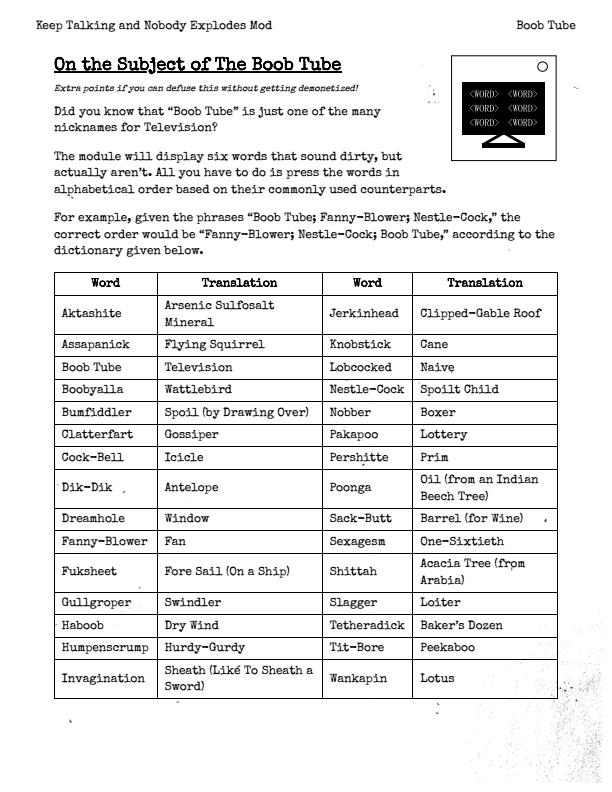 Keep Talking and Nobody Explodes Mod Boob Tube
On the Subject of The Boob Tube
Extra points if you can defuse this without getting demonetized!
Did you know that “Boob Tube” is just one of the many
nicknames for Television?
The module will display six words that sound dirty, but
actually aren’t. All you have to do is press the words in
alphabetical order based on their commonly used counterparts.
<WORD> <WORD>
<WORD> <WORD>
<WORD> <WORD>
For example, given the phrases “Boob Tube; Fanny-Blower; Nestle-Cock,” the
correct order would be “Fanny-Blower; Nestle-Cock; Boob Tube,” according to the
dictionary given below.
Word Translation Word Translation
Aktashite Arsenic Sulfosalt
Mineral Jerkinhead Clipped-Gable Roof
Assapanick Flying Squirrel Knobstick Cane
Boob Tube Television Lobcocked Naive
Boobyalla Wattlebird Nestle-Cock Spoilt Child
Bumfiddler Spoil (by Drawing Over) Nobber Boxer
Clatterfart Gossiper Pakapoo Lottery
Cock-Bell Icicle Pershitte Prim
Dik-Dik Antelope Poonga Oil (from an Indian
Beech Tree)
Dreamhole Window Sack-Butt Barrel (for Wine)
Fanny-Blower Fan Sexagesm One-Sixtieth
Fuksheet Fore Sail (On a Ship) Shittah Acacia Tree (from
Arabia)
Gullgroper Swindler Slagger Loiter
Haboob Dry Wind Tetheradick Baker’s Dozen
Humpenscrump Hurdy-Gurdy Tit-Bore Peekaboo
Invagination Sheath (Like To Sheath a
Sword) Wankapin Lotus